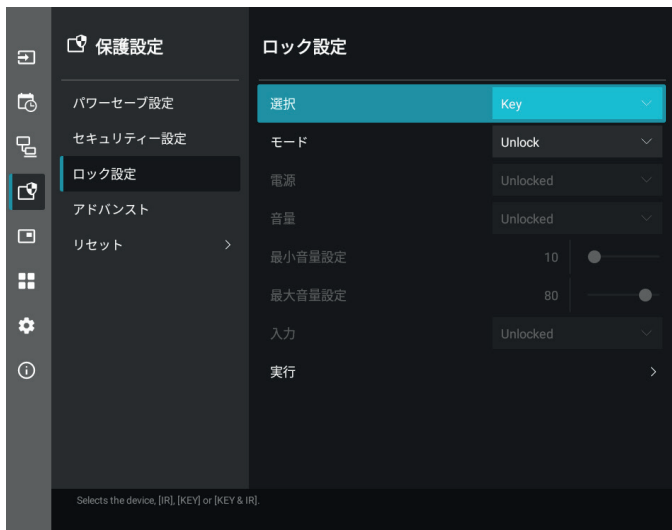 保護設定
パワーセーブ設定
セキュリティー設定
ロック設定
アドバンスト
リセット
ロック設定
選択 Key
モード Unlock
電源 Unlocked
音量 Unlocked
最小音量設定 10
最大音量設定 80
入力 Unlocked
実行
Selects the device, [IR], [KEY] or [KEY & IR].